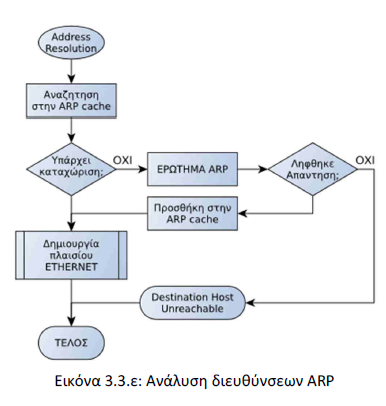 Address
Resolution
Αναζητηση
στην ARP cache
Υπάρχει
καταχώριση;
ΟΧΙ
ΕΡΩΤΗΜΑ ARP
Ληφθηκε
Απαντηση;
ΟΧΙ
Προσθήκη στην
ARP cache
Δημιουργία
πλαισίου
ETHERNET
Destination Host
Unreachable
ΤΕΛΟΣ
Εικόνα 3.3.ε: Ανάλυση διευθύνσεων ARP